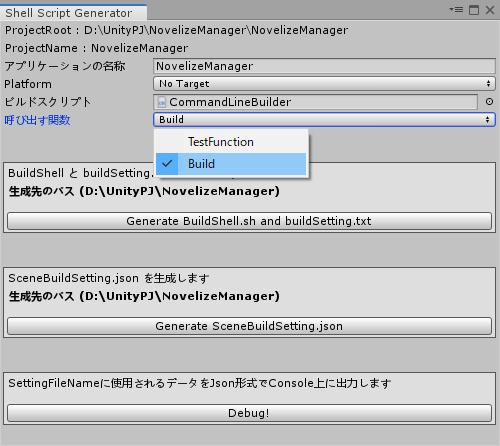 Shell Script Generator
ProjectRoot : D:\UnityPJ\NovelizeManager\NovelizeManager
ProjectName : NovelizeManager
アプリケーションの名称 NovelizeManager
Platform No Target
ビルドスクリプト CommandLineBuilder
呼び出す関数 Build
TestFunction
Build
BuildShell と buildSetting.
生成先のパス (D:\UnityPJ\NovelizeManager)
Generate BuildShell.sh and buildSetting.txt
SceneBuildSetting.json を生成します
生成先のパス (D:\UnityPJ\NovelizeManager)
Generate SceneBuildSetting.json
SettingFileNameに使用されるデータをJson形式でConsole上に出力します
Debug!